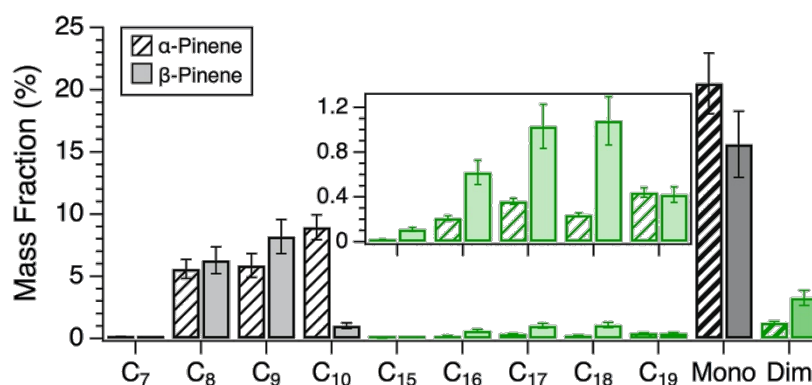 25
α-Pinene
β-Pinene
20
15
10
5
0
Mass Fraction (%)
1.2
0.8
0.4
0
C₇ C₈ C₉ C₁₀ C₁₅ C₁₆ C₁₇ C₁₈ C₁₉ Mono Dim